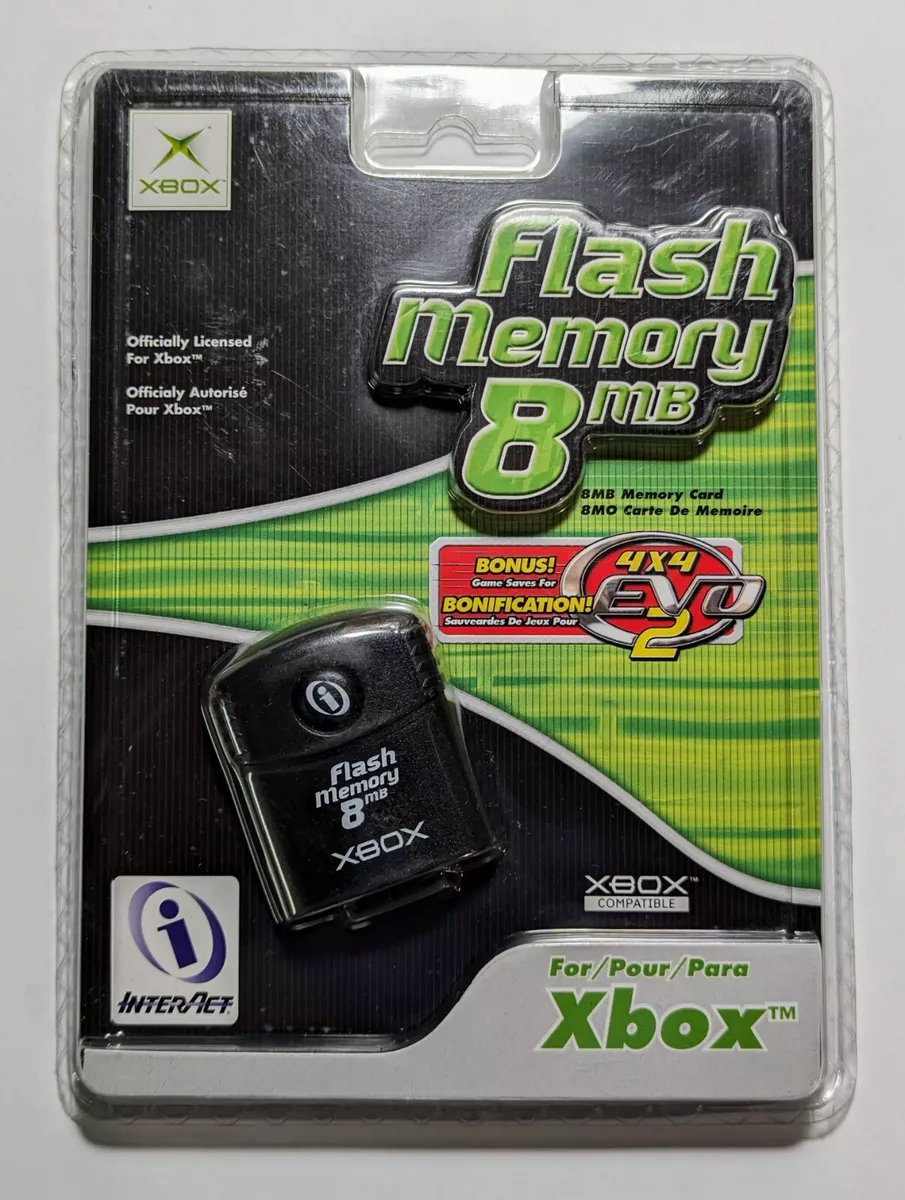 XBOX™
Flash
memory
8MB
Officially Licensed
For Xbox™
Officialy Autorisé
Pour Xbox™
8MB Memory Card
8MO Carte De Memoire
BONUS!
Game Saves For
BONIFICATION!
Sauveardes De Jeux Pour
4X4
EVO
2
i
flash
memory
8MB
XBOX
XBOX™
COMPATIBLE
i
INTERACT
For/Pour/Para
Xbox™